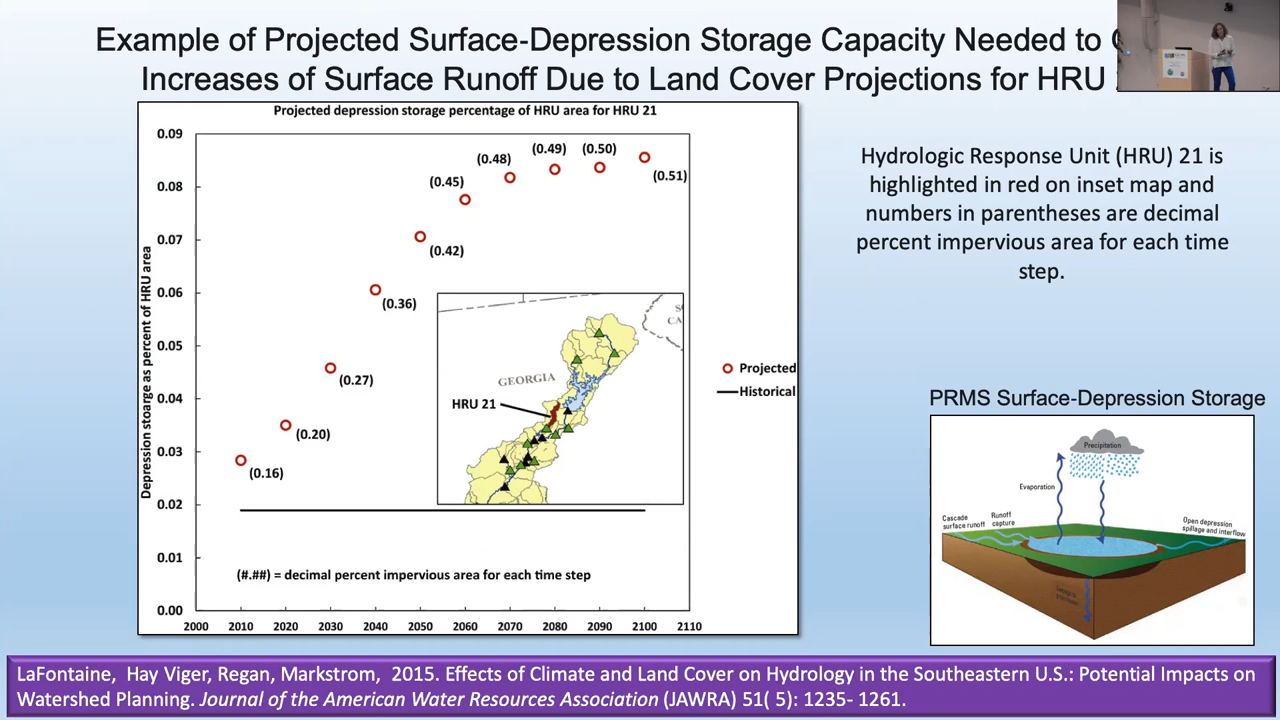 Example of Projected Surface-Depression Storage Capacity Needed to
Increases of Surface Runoff Due to Land Cover Projections for HRU
Projected depression storage percentage of HRU area for HRU 21
Depression stoarge as percent of HRU area
0.09
0.08
0.07
0.06
0.05
0.04
0.03
0.02
0.01
0.00
2000 2010 2020 2030 2040 2050 2060 2070 2080 2090 2100 2110
(0.16)
(0.20)
(0.27)
(0.36)
(0.42)
(0.45)
(0.48)
(0.49)
(0.50)
(0.51)
GEORGIA
HRU 21
(#.##) = decimal percent impervious area for each time step
Projected
Historical
Hydrologic Response Unit (HRU) 21 is
highlighted in red on inset map and
numbers in parentheses are decimal
percent impervious area for each time
step.
PRMS Surface-Depression Storage
Precipitation
Evaporation
Cascade
surface runoff
Runoff
capture
Open depression
spillage and interflow
LaFontaine, Hay Viger, Regan, Markstrom, 2015. Effects of Climate and Land Cover on Hydrology in the Southeastern U.S.: Potential Impacts on
Watershed Planning. Journal of the American Water Resources Association (JAWRA) 51( 5): 1235- 1261.